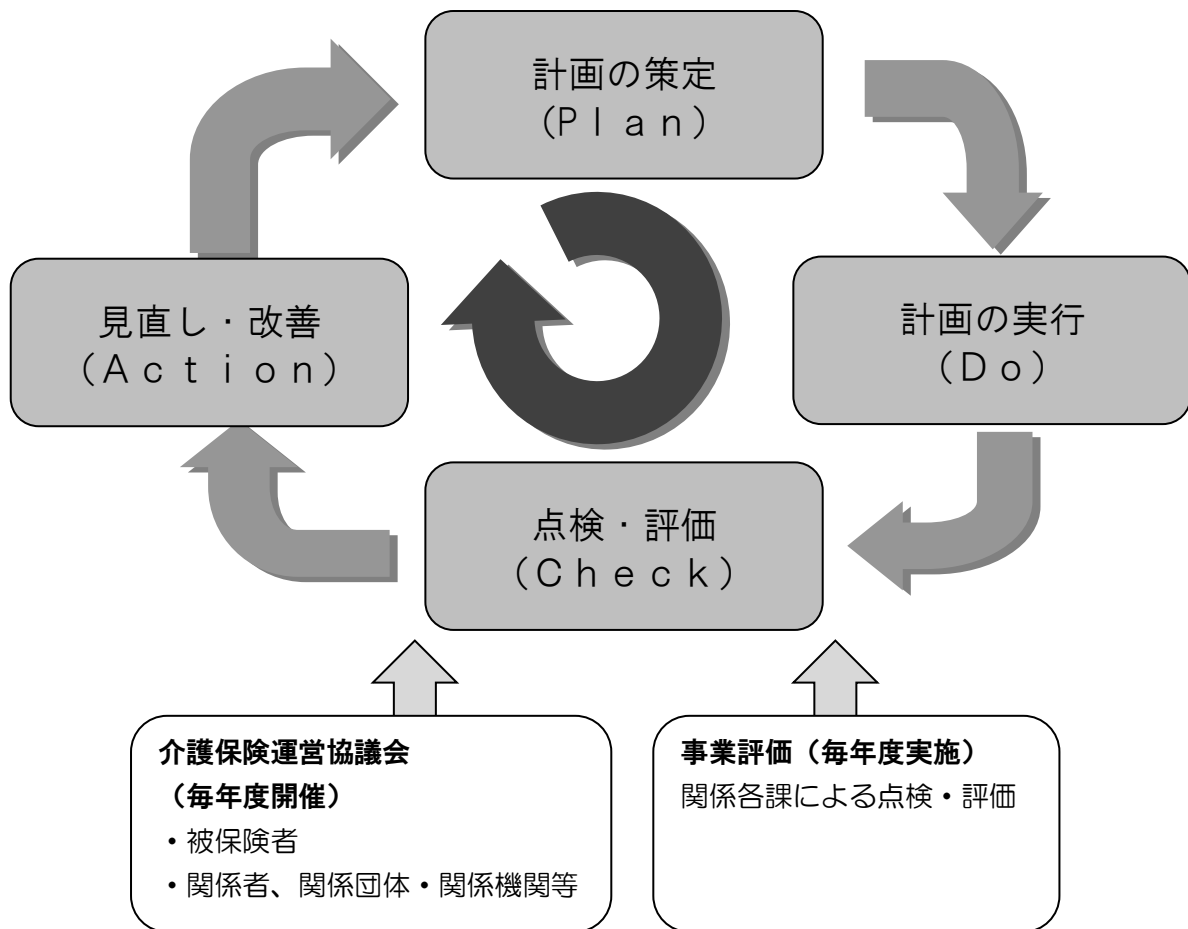 計画の策定
(Ｐｌａｎ)
見直し・改善
(Ａｃｔｉｏｎ)
計画の実行
(Ｄｏ)
点検・評価
(Ｃｈｅｃｋ)
介護保険運営協議会
（毎年度開催）
・被保険者
・関係者、関係団体・関係機関等
事業評価（毎年度実施）
関係各課による点検・評価